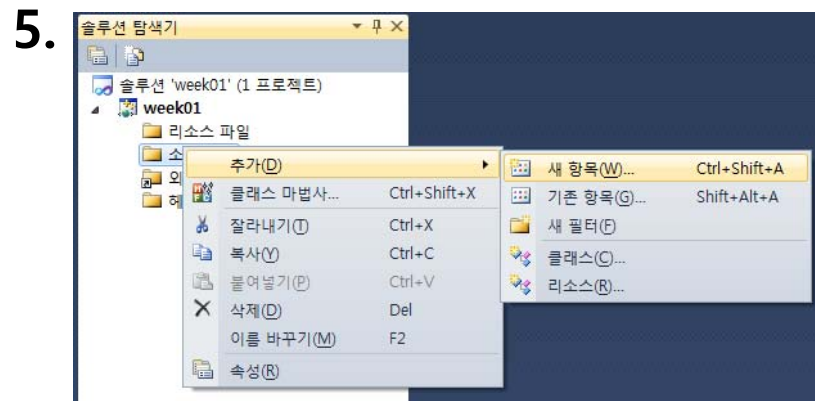 5.
솔루션 탐색기
솔루션 'week01' (1 프로젝트)
week01
리소스 파일
소
외
헤
추가(D)
클래스 마법사... Ctrl+Shift+X
잘라내기(T) Ctrl+X
복사(Y) Ctrl+C
붙여넣기(P) Ctrl+V
삭제(D) Del
이름 바꾸기(M) F2
속성(R)
새 항목(W)... Ctrl+Shift+A
기존 항목(G)... Shift+Alt+A
새 필터(F)
클래스(C)...
리소스(R)...